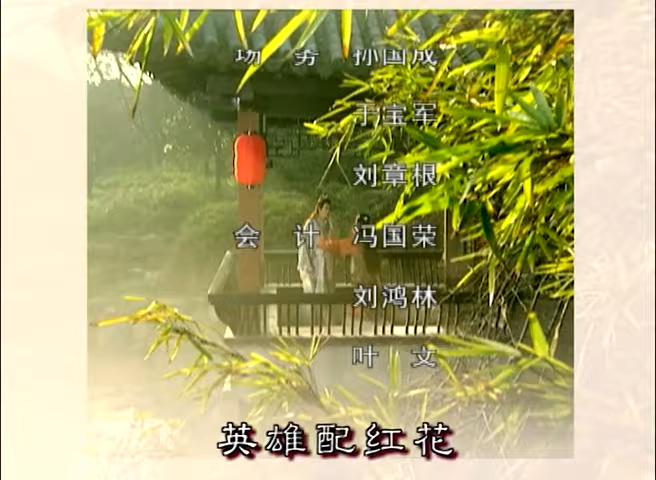 场　务　孙国成
于宝军
刘章根
会　计　冯国荣
刘鸿林
叶　文
英雄配红花